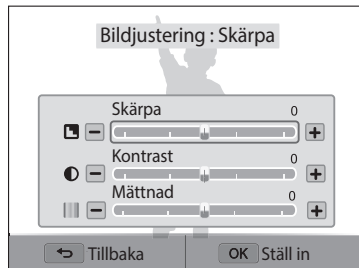 Bildjustering : Skärpa
Skärpa 0
Kontrast 0
Mättnad 0
Tillbaka OK Ställ in